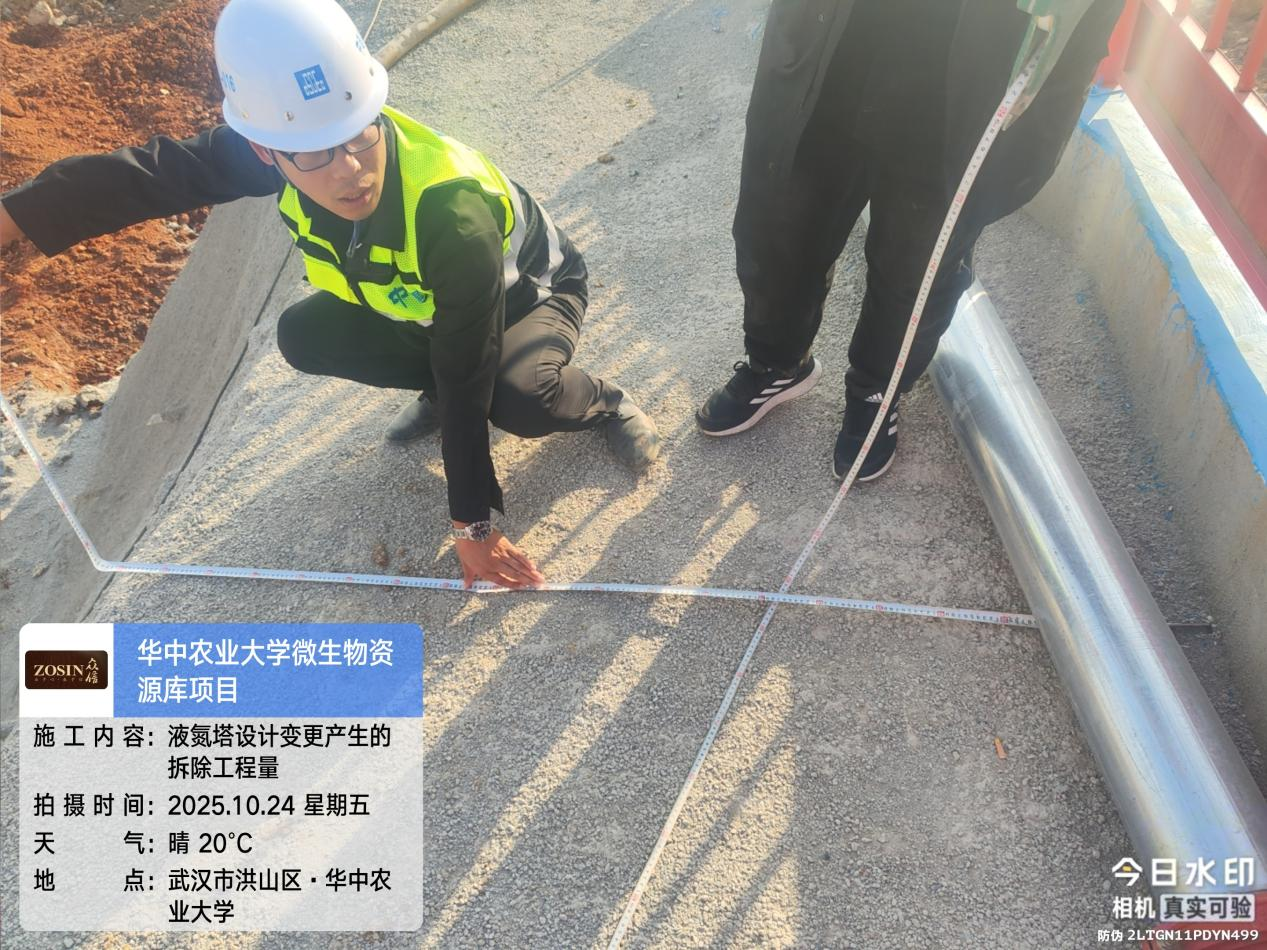 中
ZOSIN 众信
华中农业大学微生物资
源库项目
施工内容：液氮塔设计变更产生的
拆除工程量
拍摄时间：2025.10.24 星期五
天气：晴 20°C
地点：武汉市洪山区·华中农
业大学
今日水印
相机 真实可验
防伪 2LTGN11PDYN499